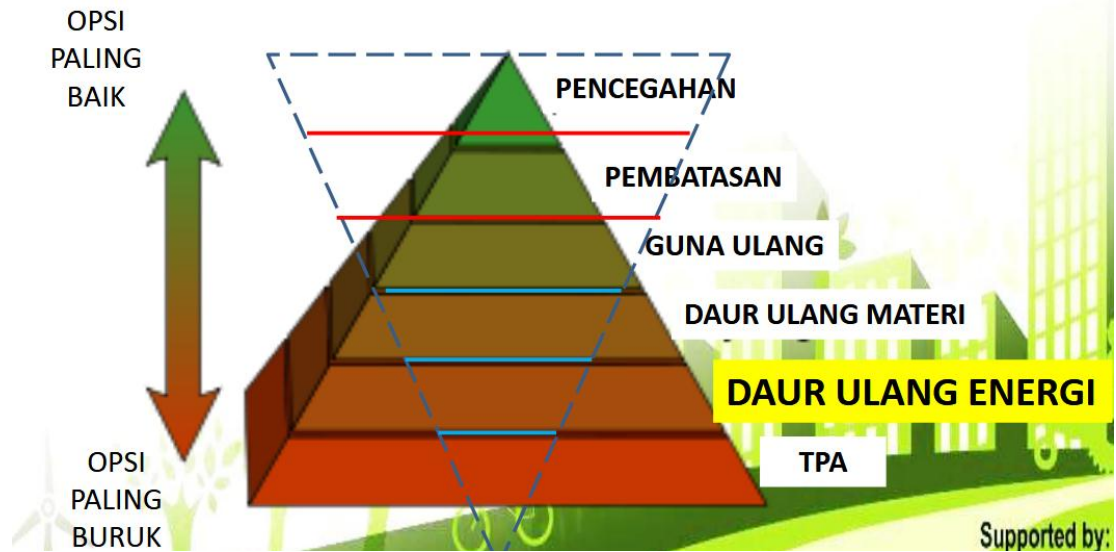 OPSI
PALING
BAIK
PENCEGAHAN
PEMBATASAN
GUNA ULANG
DAUR ULANG MATERI
DAUR ULANG ENERGI
TPA
OPSI
PALING
BURUK
Supported by: